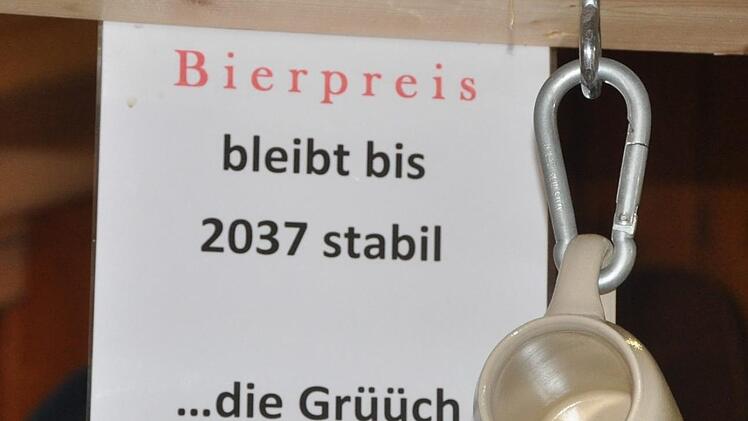 Bierpreis
bleibt bis
2037 stabil
...die Grüüch